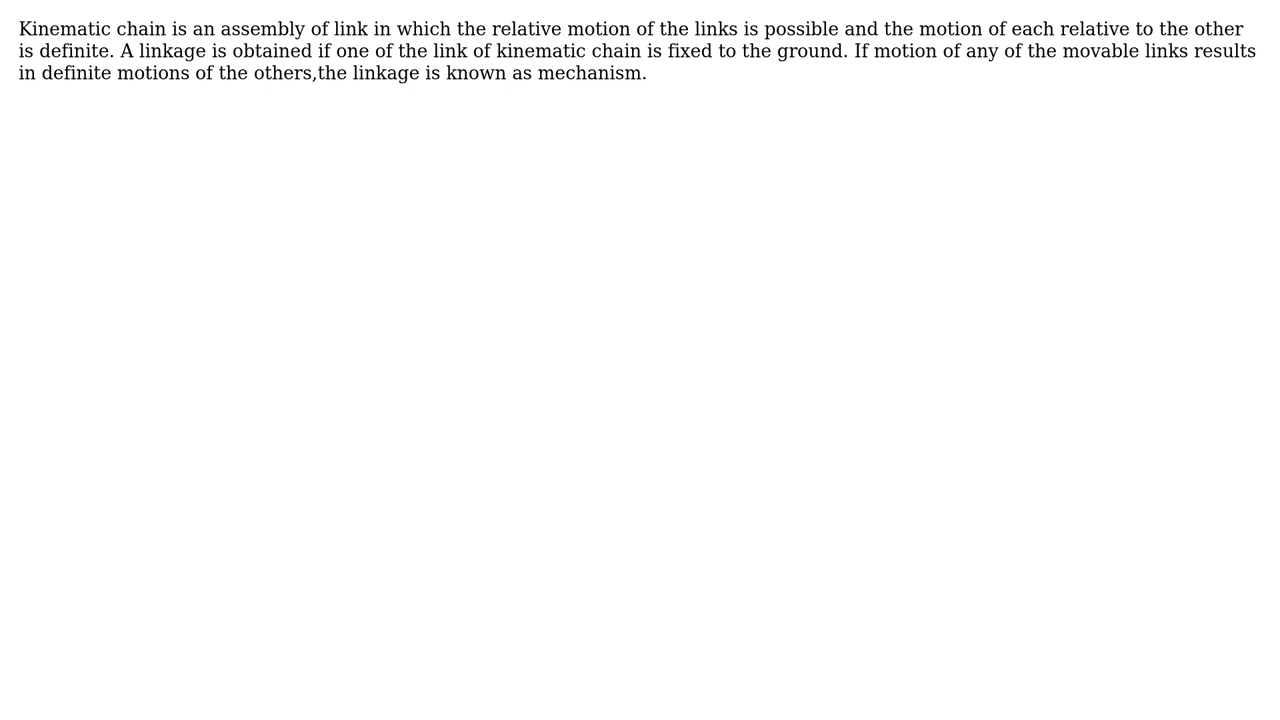 Kinematic chain is an assembly of link in which the relative motion of the links is possible and the motion of each relative to the other
is definite. A linkage is obtained if one of the link of kinematic chain is fixed to the ground. If motion of any of the movable links results
in definite motions of the others,the linkage is known as mechanism.